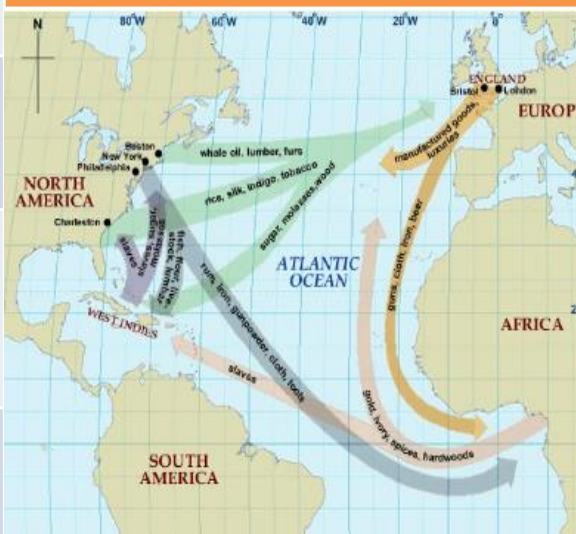 N
80°W
60°W
40°W
20°W
0°
ENGLAND
Bristol
London
EUROP
manufactured goods,
luxuries
Boston
New York
Philadelphia
whale oil, lumber, furs
NORTH
AMERICA
rice, silk, indigo, tobacco
Charleston
sugar, molasses, wood
slaves
fish, flour, live-
stock, lumber
guns, cloth, iron, beer
ATLANTIC
OCEAN
rum, iron, gunpowder, cloth, tools
WEST INDIES
2
AFRICA
slaves
gold, ivory, spices, hardwoods
SOUTH
AMERICA